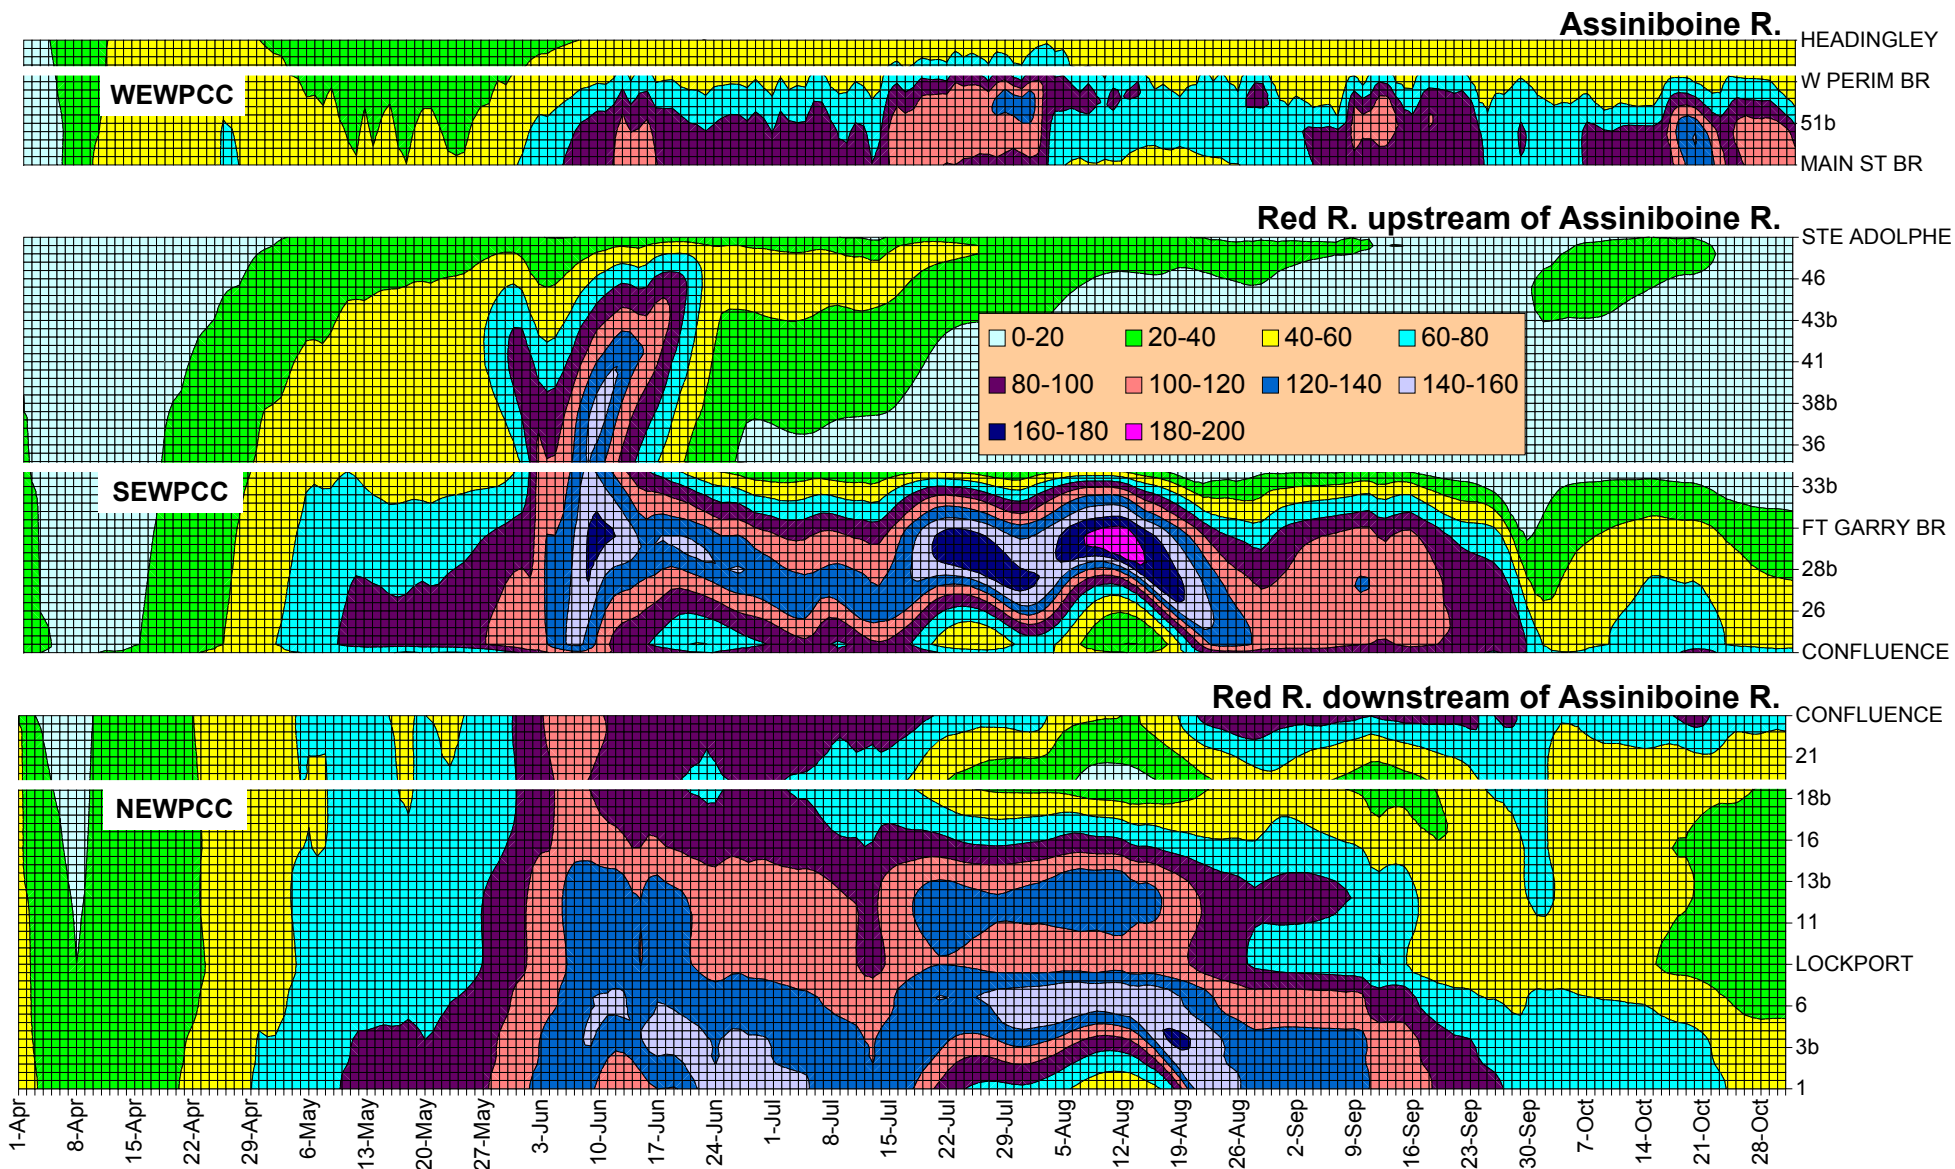 Assiniboine R.
HEADINGLEY
WEWPCC
W PERIM BR
51b
MAIN ST BR
Red R. upstream of Assiniboine R.
STE ADOLPHE
46
43b
0-20 20-40 40-60 60-80
41
80-100 100-120 120-140 140-160
38b
160-180 180-200
36
SEWPCC
33b
FT GARRY BR
28b
26
CONFLUENCE
Red R. downstream of Assiniboine R.
CONFLUENCE
21
NEWPCC
18b
16
13b
11
LOCKPORT
6
3b
1
1-Apr 8-Apr 15-Apr 22-Apr 29-Apr 6-May 13-May 20-May 27-May 3-Jun 10-Jun 17-Jun 24-Jun 1-Jul 8-Jul 15-Jul 22-Jul 29-Jul 5-Aug 12-Aug 19-Aug 26-Aug 2-Sep 9-Sep 16-Sep 23-Sep 30-Sep 7-Oct 14-Oct 21-Oct 28-Oct